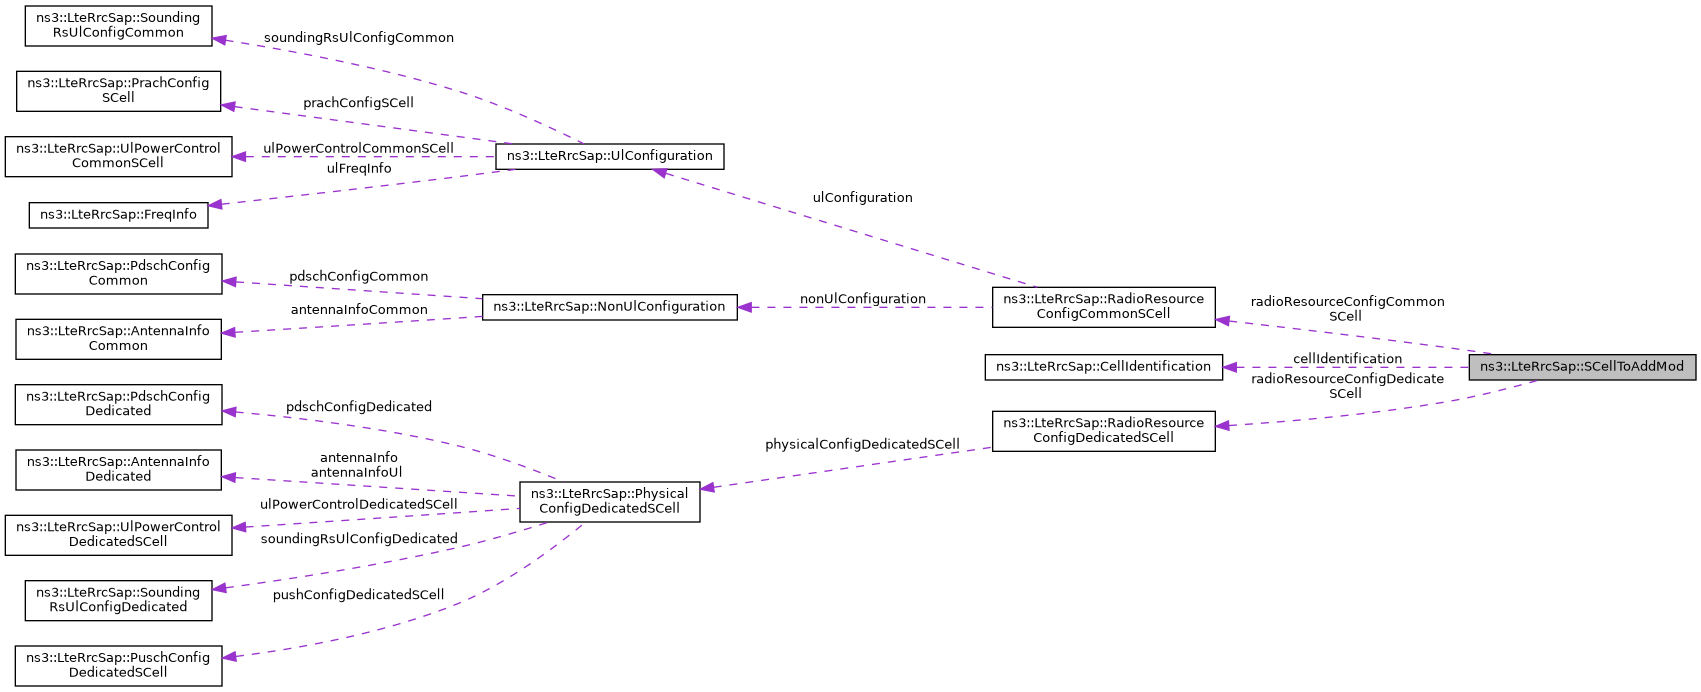 ns3::LteRrcSap::Sounding
RsUlConfigCommon
soundingRsUlConfigCommon
ns3::LteRrcSap::PrachConfig
SCell
prachConfigSCell
ns3::LteRrcSap::UlPowerControl
CommonSCell
ulPowerControlCommonSCell
ns3::LteRrcSap::UlConfiguration
ulFreqInfo
ns3::LteRrcSap::FreqInfo
ulConfiguration
ns3::LteRrcSap::PdschConfig
Common
pdschConfigCommon
ns3::LteRrcSap::NonUlConfiguration
nonUlConfiguration
ns3::LteRrcSap::RadioResource
ConfigCommonSCell
radioResourceConfigCommon
SCell
antennaInfoCommon
ns3::LteRrcSap::AntennaInfo
Common
ns3::LteRrcSap::CellIdentification
cellIdentification
ns3::LteRrcSap::SCellToAddMod
radioResourceConfigDedicate
SCell
ns3::LteRrcSap::PdschConfig
Dedicated
pdschConfigDedicated
ns3::LteRrcSap::RadioResource
ConfigDedicatedSCell
physicalConfigDedicatedSCell
ns3::LteRrcSap::AntennaInfo
Dedicated
antennaInfo
antennaInfoUl
ns3::LteRrcSap::Physical
ConfigDedicatedSCell
ulPowerControlDedicatedSCell
ns3::LteRrcSap::UlPowerControl
DedicatedSCell
soundingRsUlConfigDedicated
ns3::LteRrcSap::Sounding
RsUlConfigDedicated
pushConfigDedicatedSCell
ns3::LteRrcSap::PuschConfig
DedicatedSCell